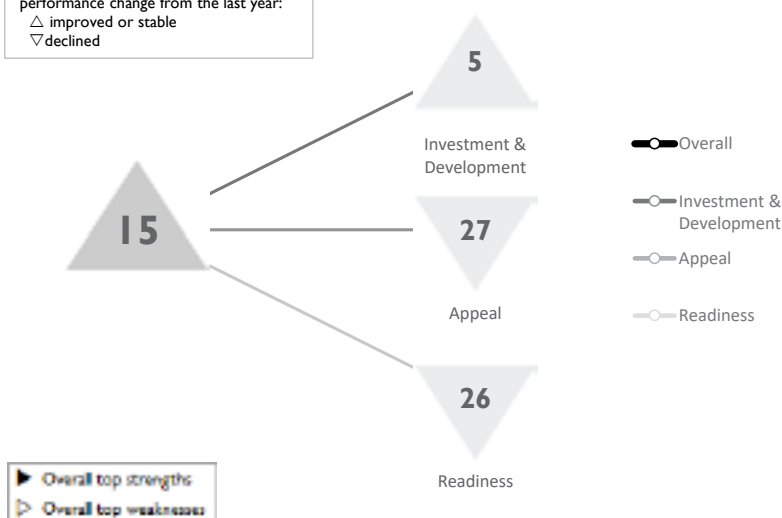 performance change from the last year:
△ improved or stable
▽ declined
5
Investment &
Development
15
27
Appeal
26
Readiness
Overall
Investment &
Development
Appeal
Readiness
▶ Overall top strengths
▷ Overall top weaknesses